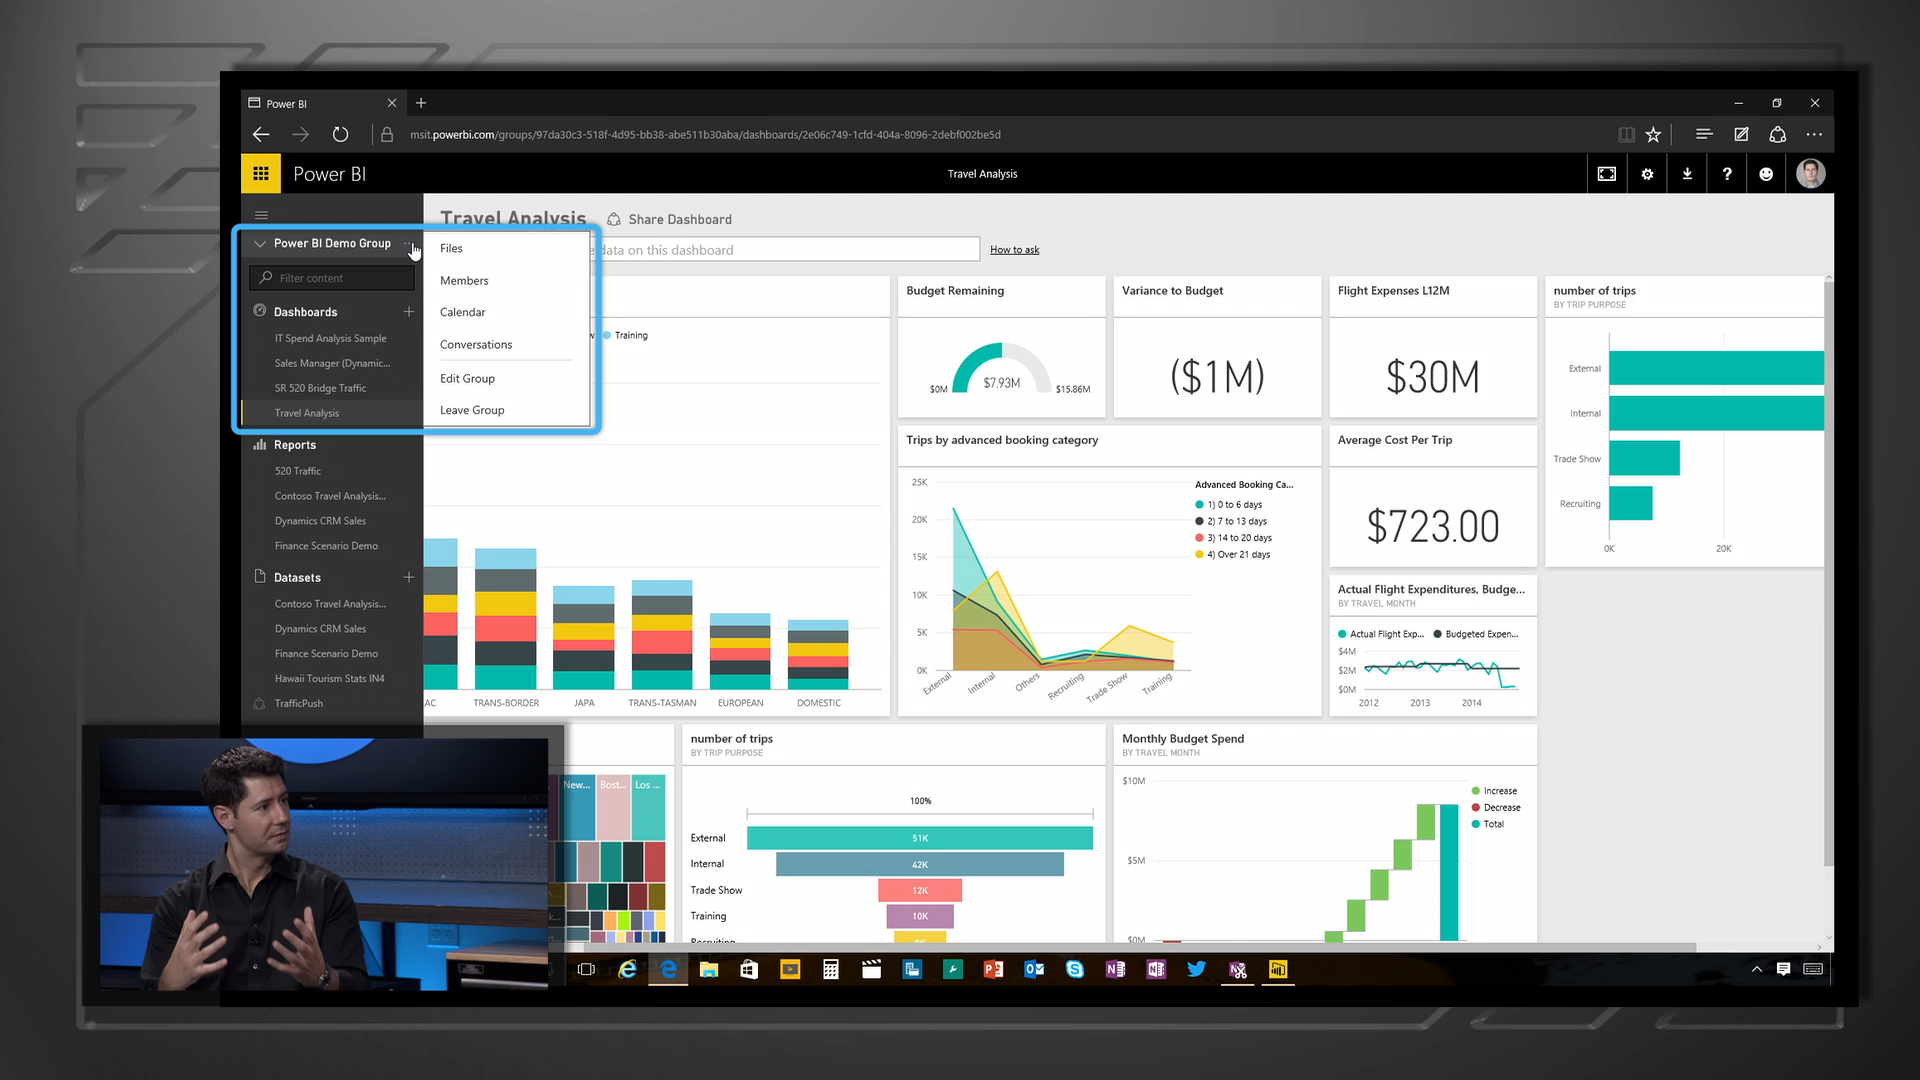 Power BI
msit.powerbi.com/groups/97da30c3-518f-4d95-bb38-abe511b30aba/dashboards/2e06c749-1cfd-404a-8096-2debf002be5d
Power BI
Travel Analysis
Travel Analysis
Share Dashboard
data on this dashboard
How to ask
Power BI Demo Group
Filter content
Dashboards
IT Spend Analysis Sample
Sales Manager (Dynamic...
SR 520 Bridge Traffic
Travel Analysis
Reports
520 Traffic
Contoso Travel Analysis...
Dynamics CRM Sales
Finance Scenario Demo
Datasets
Contoso Travel Analysis...
Dynamics CRM Sales
Finance Scenario Demo
Hawaii Tourism Stats IN4
TrafficPush
Files
Members
Calendar
Conversations
Edit Group
Leave Group
Training
AC
TRANS-BORDER
JAPA
TRANS-TASMAN
EUROPEAN
DOMESTIC
Budget Remaining
$0M
$7.93M
$15.86M
Variance to Budget
($1M)
Flight Expenses L12M
$30M
number of trips
BY TRIP PURPOSE
External
Internal
Trade Show
Recruiting
0K
20K
Trips by advanced booking category
25K
20K
15K
10K
5K
0K
External
Internal
Others
Recruiting
Trade Show
Training
Advanced Booking Ca...
1) 0 to 6 days
2) 7 to 13 days
3) 14 to 20 days
4) Over 21 days
Average Cost Per Trip
$723.00
Actual Flight Expenditures, Budge...
BY TRAVEL MONTH
Actual Flight Exp...
Budgeted Expen...
$4M
$2M
$0M
2012
2013
2014
New...
Bost...
Los ...
number of trips
BY TRIP PURPOSE
100%
External
51K
Internal
42K
Trade Show
12K
Training
10K
Recruiting
Monthly Budget Spend
BY TRAVEL MONTH
$10M
$5M
$0M
Increase
Decrease
Total